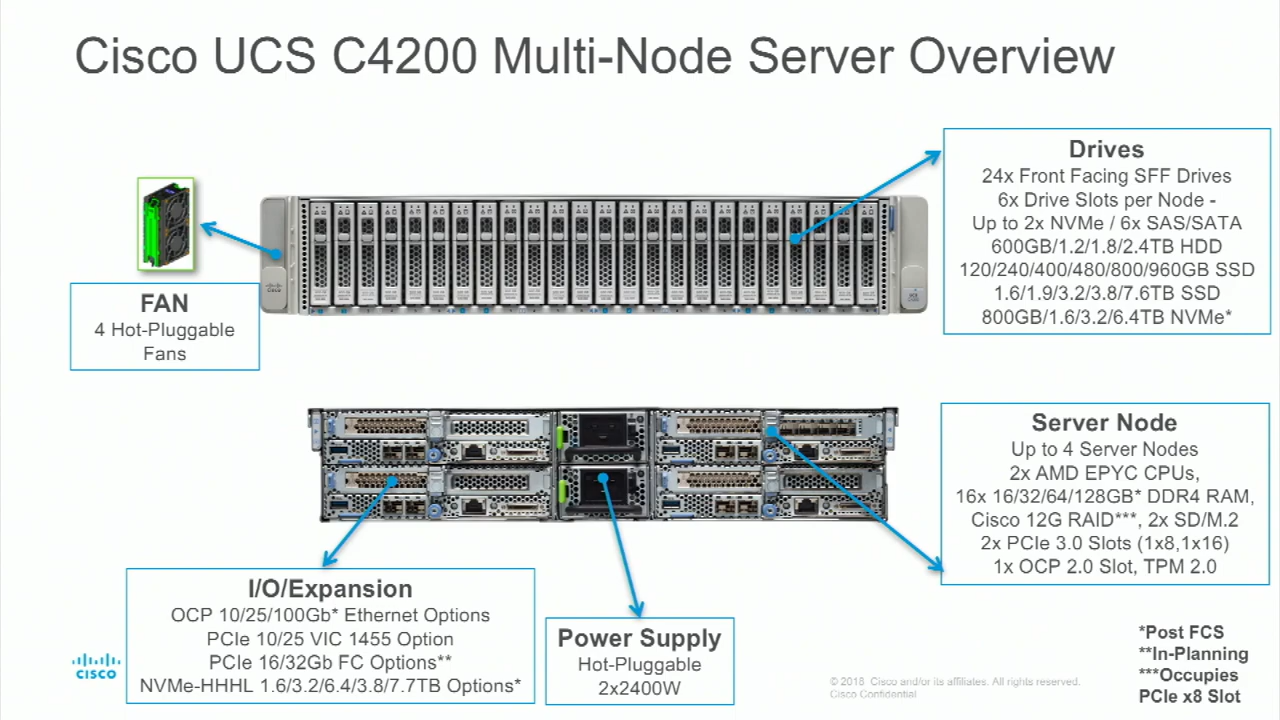 Cisco UCS C4200 Multi-Node Server Overview
Drives
24x Front Facing SFF Drives
6x Drive Slots per Node -
Up to 2x NVMe / 6x SAS/SATA
600GB/1.2/1.8/2.4TB HDD
120/240/400/480/800/960GB SSD
1.6/1.9/3.2/3.8/7.6TB SSD
800GB/1.6/3.2/6.4TB NVMe*
FAN
4 Hot-Pluggable
Fans
Server Node
Up to 4 Server Nodes
2x AMD EPYC CPUs,
16x 16/32/64/128GB* DDR4 RAM,
Cisco 12G RAID***, 2x SD/M.2
2x PCIe 3.0 Slots (1x8,1x16)
1x OCP 2.0 Slot, TPM 2.0
I/O/Expansion
OCP 10/25/100Gb* Ethernet Options
PCIe 10/25 VIC 1455 Option
PCIe 16/32Gb FC Options**
NVMe-HHHL 1.6/3.2/6.4/3.8/7.7TB Options*
Power Supply
Hot-Pluggable
2x2400W
*Post FCS
**In-Planning
***Occupies
PCIe x8 Slot
CISCO
© 2018 Cisco and/or its affiliates. All rights reserved.
Cisco Confidential